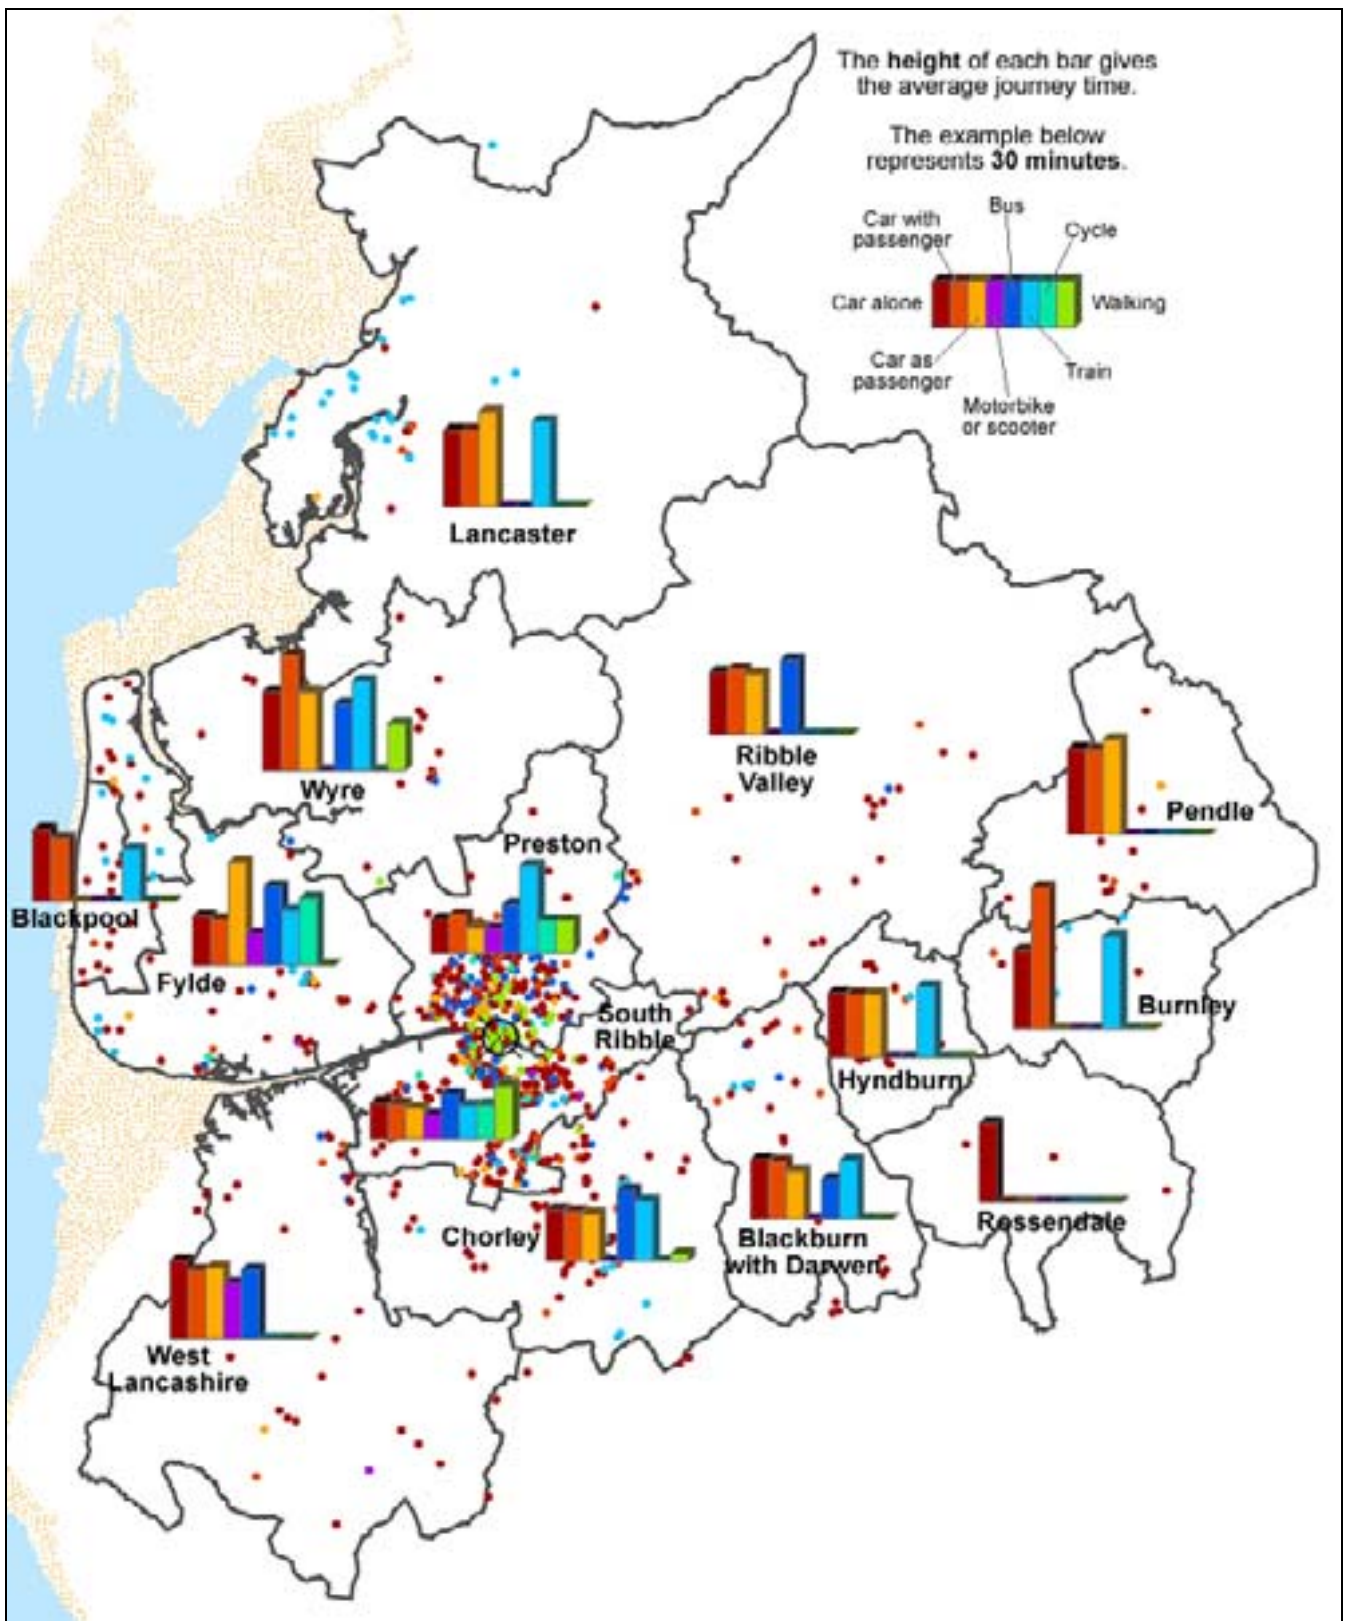 The height of each bar gives
the average journey time.
The example below
represents 30 minutes.
Bus
Car with
passenger
Cycle
Car alone
Walking
Car as
passenger
Train
Motorbike
or scooter
Lancaster
Wyre
Ribble
Valley
Pendle
Preston
Blackpool
Fylde
Burnley
South
Ribble
Hyndburn
Rossendale
Chorley
Blackburn
with Darwen
West
Lancashire